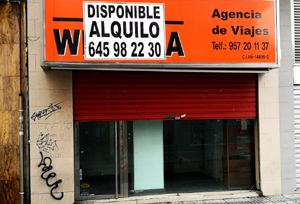 DISPONIBLE
ALQUILO
645 98 22 30
Agencia
de Viajes
Telf.: 957 20 11 37